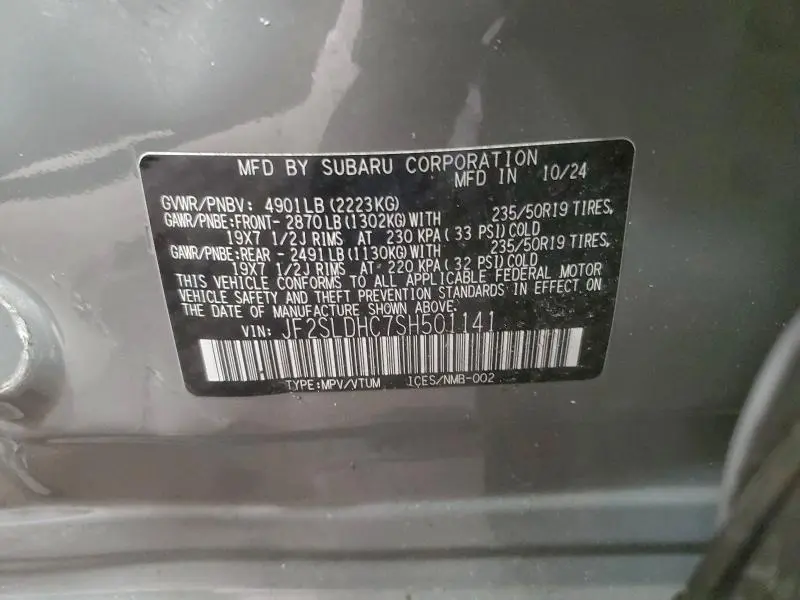 MFD BY SUBARU CORPORATION
MFD IN 10/24
GVWR/PNBV: 4901LB(2223KG)
GAWR/PNBE:FRONT- 2870LB(1302KG)WITH 235/50R19 TIRES,
19X7 1/2J RIMS AT 230 KPA(33 PSI)COLD
GAWR/PNBE:REAR - 2491LB(1130KG)WITH 235/50R19 TIRES,
19X7 1/2J RIMS AT 220 KPA(32 PSI)COLD
THIS VEHICLE CONFORMS TO ALL APPLICABLE FEDERAL MOTOR
VEHICLE SAFETY AND THEFT PREVENTION STANDARDS IN EFFECT ON
THE DATE OF MANUFACTURE SHOWN ABOVE.
VIN: JF2SLDHC7SH501141
TYPE:MPV/VTUM ICES/NMB-002